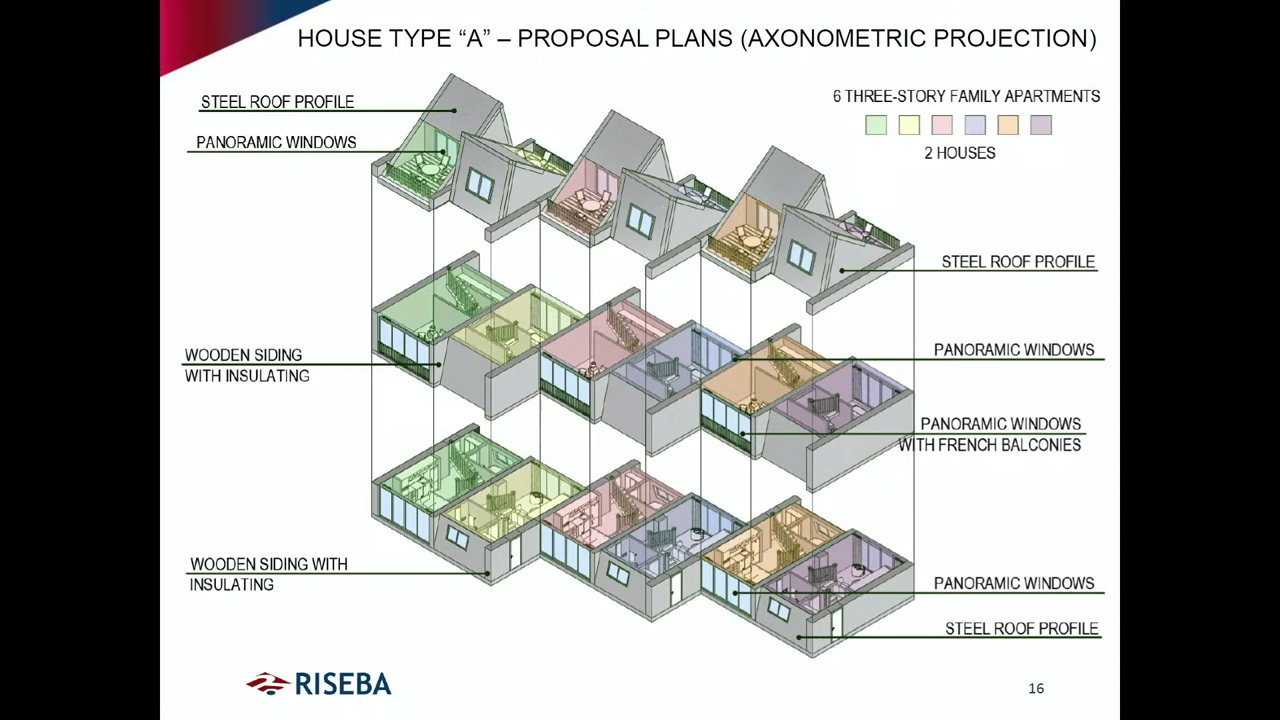 HOUSE TYPE “A” – PROPOSAL PLANS (AXONOMETRIC PROJECTION)
STEEL ROOF PROFILE
PANORAMIC WINDOWS
6 THREE-STORY FAMILY APARTMENTS
2 HOUSES
STEEL ROOF PROFILE
WOODEN SIDING
WITH INSULATING
PANORAMIC WINDOWS
PANORAMIC WINDOWS
WITH FRENCH BALCONIES
WOODEN SIDING WITH
INSULATING
PANORAMIC WINDOWS
STEEL ROOF PROFILE
RISEBA
16